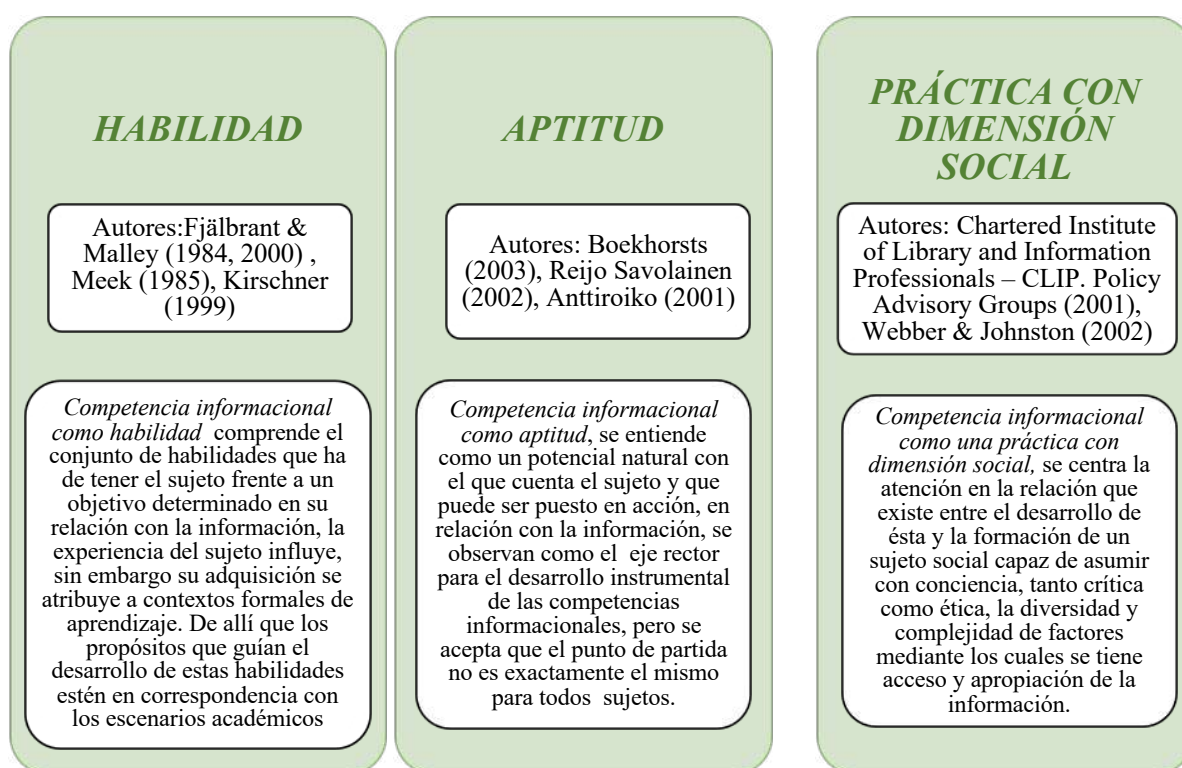 HABILIDAD
Autores:Fjälbrant &
Malley (1984, 2000) ,
Meek (1985), Kirschner
(1999)
Competencia informacional
como habilidad comprende el
conjunto de habilidades que ha
de tener el sujeto frente a un
objetivo determinado en su
relación con la información, la
experiencia del sujeto influye,
sin embargo su adquisición se
atribuye a contextos formales de
aprendizaje. De allí que los
propósitos que guían el
desarrollo de estas habilidades
estén en correspondencia con
los escenarios académicos
APTITUD
Autores: Boekhorsts
(2003), Reijo Savolainen
(2002), Anttiroiko (2001)
Competencia informacional
como aptitud, se entiende
como un potencial natural con
el que cuenta el sujeto y que
puede ser puesto en acción, en
relación con la información, se
observan como el eje rector
para el desarrollo instrumental
de las competencias
informacionales, pero se
acepta que el punto de partida
no es exactamente el mismo
para todos sujetos.
PRÁCTICA CON
DIMENSIÓN
SOCIAL
Autores: Chartered Institute
of Library and Information
Professionals – CLIP. Policy
Advisory Groups (2001),
Webber & Johnston (2002)
Competencia informacional
como una práctica con
dimensión social, se centra la
atención en la relación que
existe entre el desarrollo de
ésta y la formación de un
sujeto social capaz de asumir
con conciencia, tanto crítica
como ética, la diversidad y
complejidad de factores
mediante los cuales se tiene
acceso y apropiación de la
información.